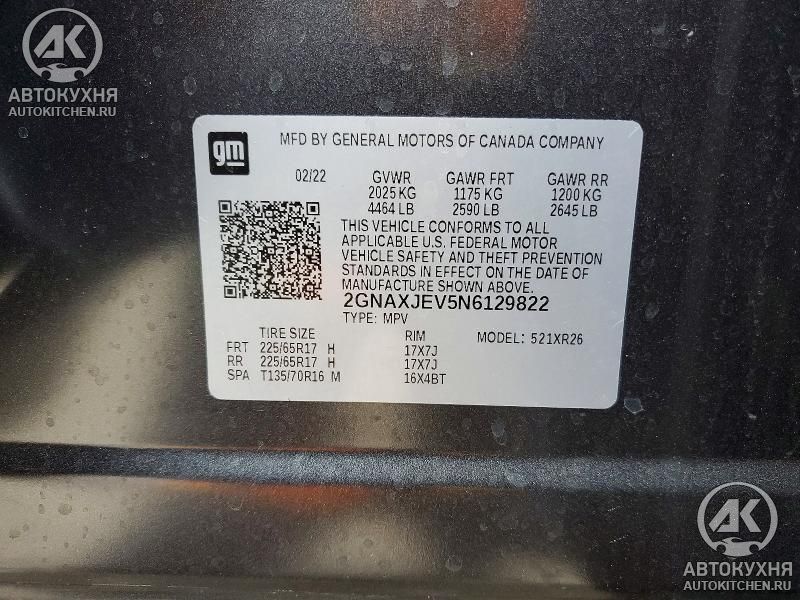 АК
АВТОКУХНЯ
AUTOKITCHEN.RU
gm
MFD BY GENERAL MOTORS OF CANADA COMPANY
02/22 GVWR GAWR FRT GAWR RR
2025 KG 1175 KG 1200 KG
4464 LB 2590 LB 2645 LB
THIS VEHICLE CONFORMS TO ALL
APPLICABLE U.S. FEDERAL MOTOR
VEHICLE SAFETY AND THEFT PREVENTION
STANDARDS IN EFFECT ON THE DATE OF
MANUFACTURE SHOWN ABOVE.
2GNAXJEV5N6129822
TYPE: MPV
TIRE SIZE RIM MODEL: 521XR26
FRT 225/65R17 H 17X7J
RR 225/65R17 H 17X7J
SPA T135/70R16 M 16X4BT
АК
АВТОКУХНЯ
AUTOKITCHEN.RU